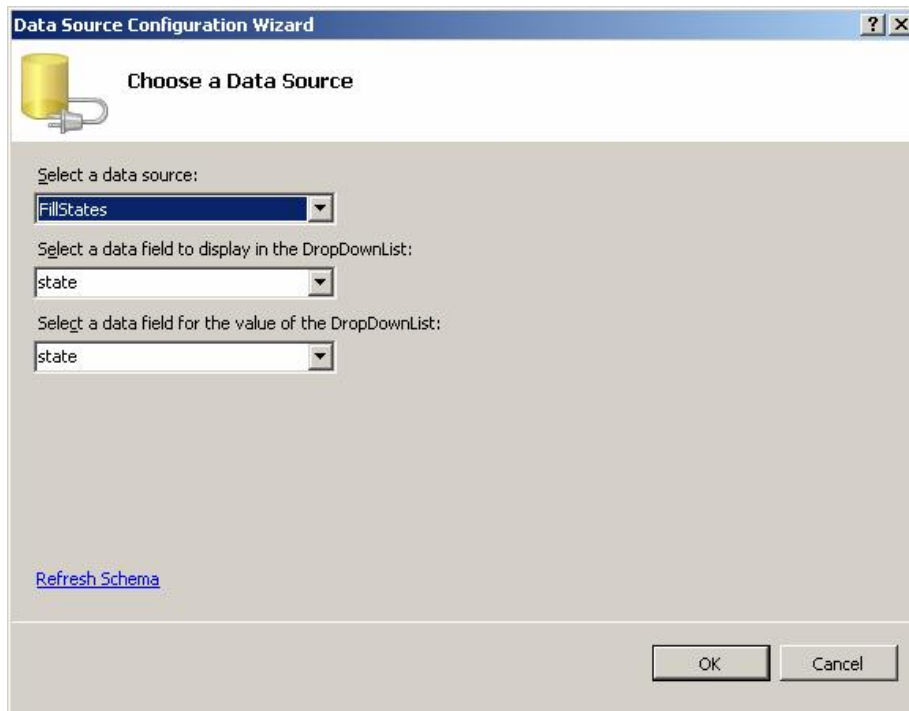 Data Source Configuration Wizard
Choose a Data Source
Select a data source:
FillStates
Select a data field to display in the DropDownList:
state
Select a data field for the value of the DropDownList:
state
Refresh Schema
OK Cancel